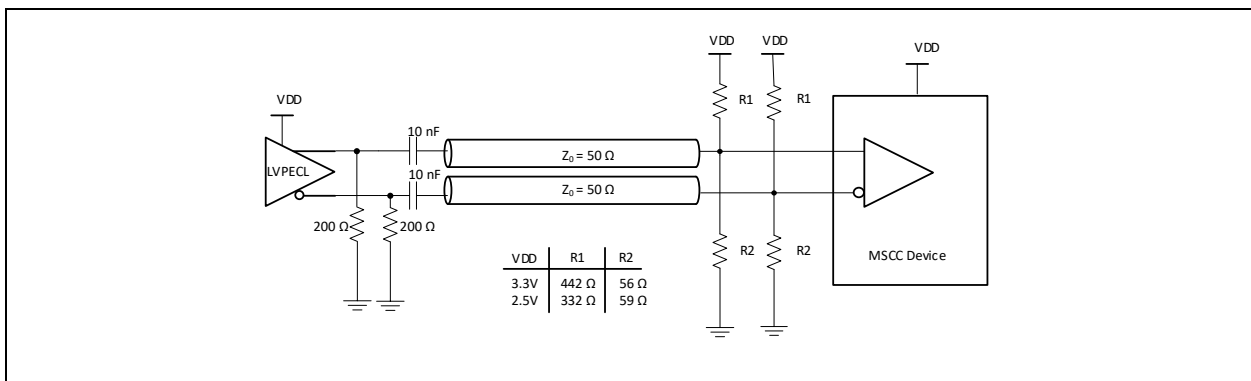 VDD VDD
VDD
R1 R1
VDD
10 nF
LVPECL
Z₀ = 50 Ω
10 nF
Z₀ = 50 Ω
200 Ω 200 Ω
R2 R2
MSCC Device
VDD R1 R2
3.3V 442 Ω 56 Ω
2.5V 332 Ω 59 Ω